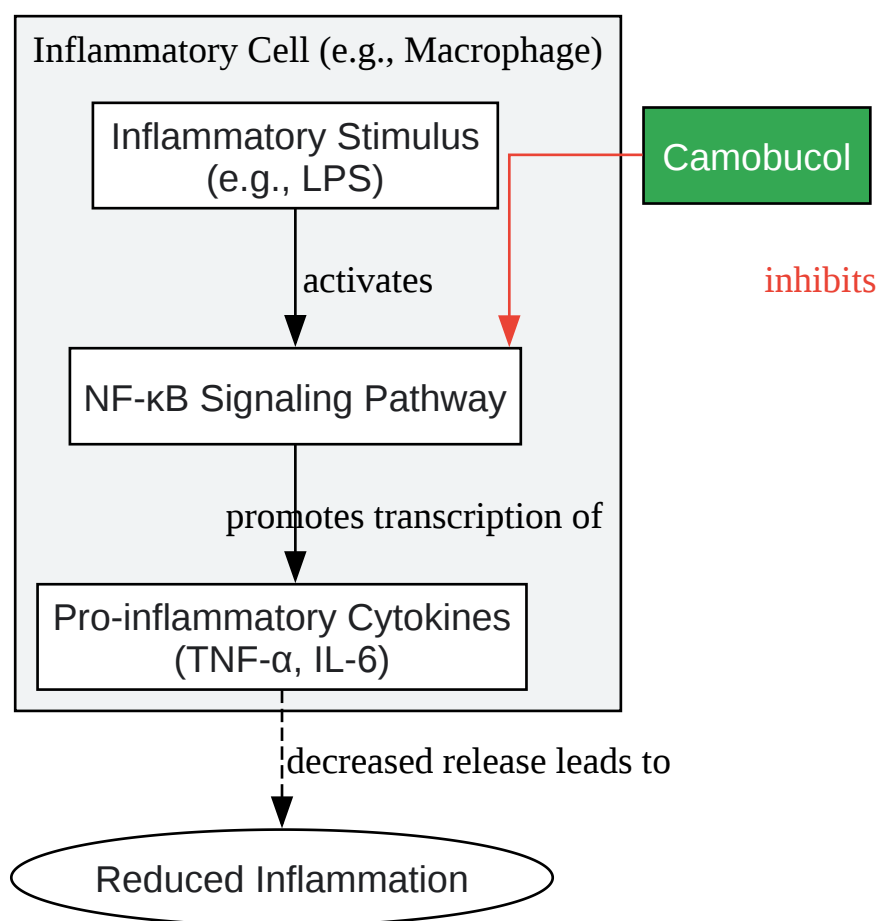 Inflammatory Cell (e.g., Macrophage)
Inflammatory Stimulus
(e.g., LPS)
Camobucol
activates
inhibits
NF-κB Signaling Pathway
promotes transcription of
Pro-inflammatory Cytokines
(TNF-α, IL-6)
decreased release leads to
Reduced Inflammation